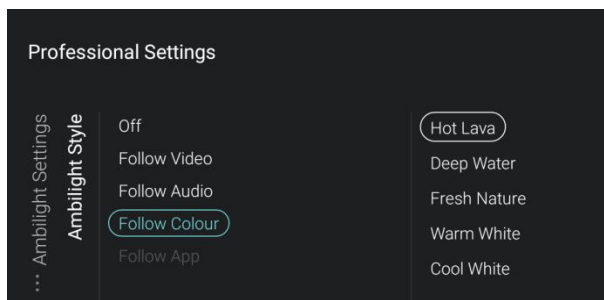 Professional Settings
... Ambilight Settings
Ambilight Style
Off
Follow Video
Follow Audio
Follow Colour
Follow App
Hot Lava
Deep Water
Fresh Nature
Warm White
Cool White